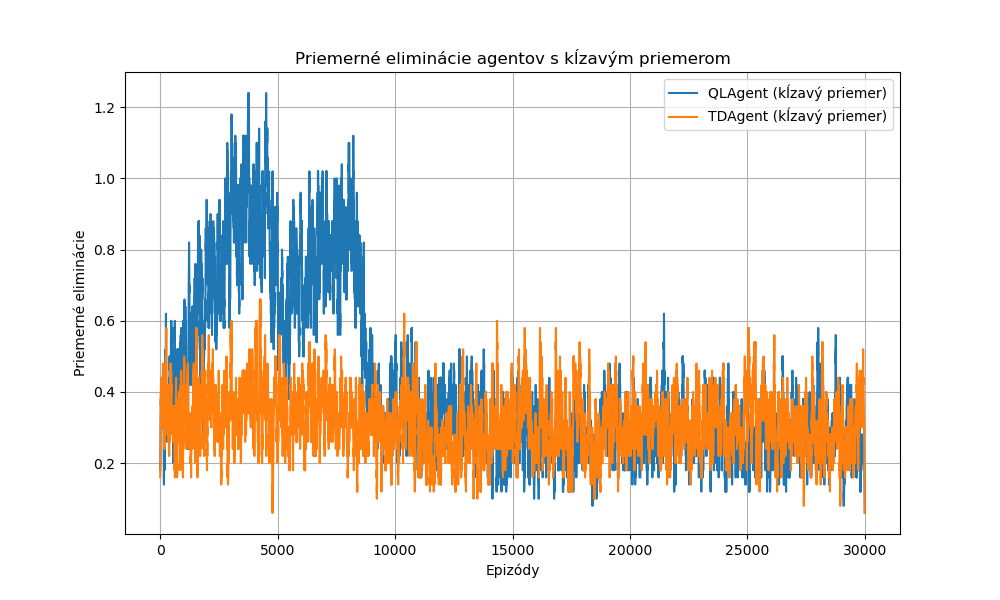 Priemerné eliminácie agentov s kĺzavým priemerom
QLAgent (kĺzavý priemer)
TDAgent (kĺzavý priemer)
Priemerné eliminácie
1.2
1.0
0.8
0.6
0.4
0.2
0 5000 10000 15000 20000 25000 30000
Epizódy